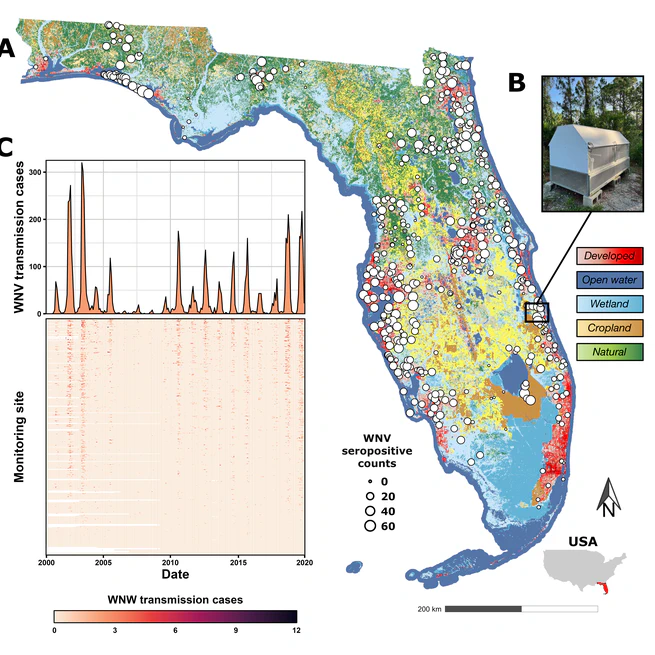 A
B
Developed
Open water
Wetland
Cropland
Natural
C
WNV transmission cases
300
200
100
0
Monitoring site
2000
2005
2010
2015
2020
Date
WNW transmission cases
0
3
6
9
12
WNV
seropositive
counts
0
20
40
60
N
USA
200 km